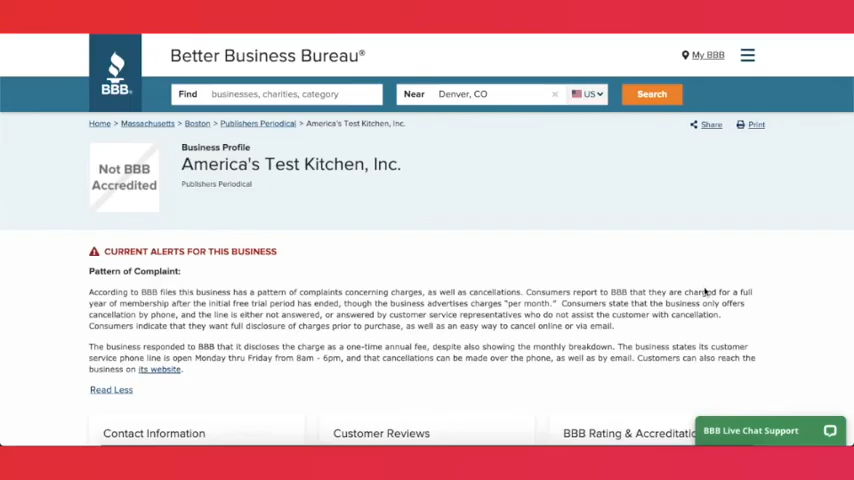 Better Business Bureau®
My BBB
BBB.
Find businesses, charities, category
Near Denver, CO × US
Search
Home > Massachusetts > Boston > Publishers Periodical > America's Test Kitchen, Inc.
Share Print
Not BBB
Accredited
Business Profile
America's Test Kitchen, Inc.
Publishers Periodical
CURRENT ALERTS FOR THIS BUSINESS
Pattern of Complaint:
According to BBB files this business has a pattern of complaints concerning charges, as well as cancellations. Consumers report to BBB that they are charged for a full
year of membership after the initial free trial period has ended, though the business advertises charges "per month." Consumers state that the business only offers
cancellation by phone, and the line is either not answered, or answered by customer service representatives who do not assist the customer with cancellation.
Consumers indicate that they want full disclosure of charges prior to purchase, as well as an easy way to cancel online or via email.
The business responded to BBB that it discloses the charge as a one-time annual fee, despite also showing the monthly breakdown. The business states its customer
service phone line is open Monday thru Friday from 8am - 6pm, and that cancellations can be made over the phone, as well as by email. Customers can also reach the
business on its website.
Read Less
Contact Information
Customer Reviews
BBB Rating & Accreditatio
BBB Live Chat Support